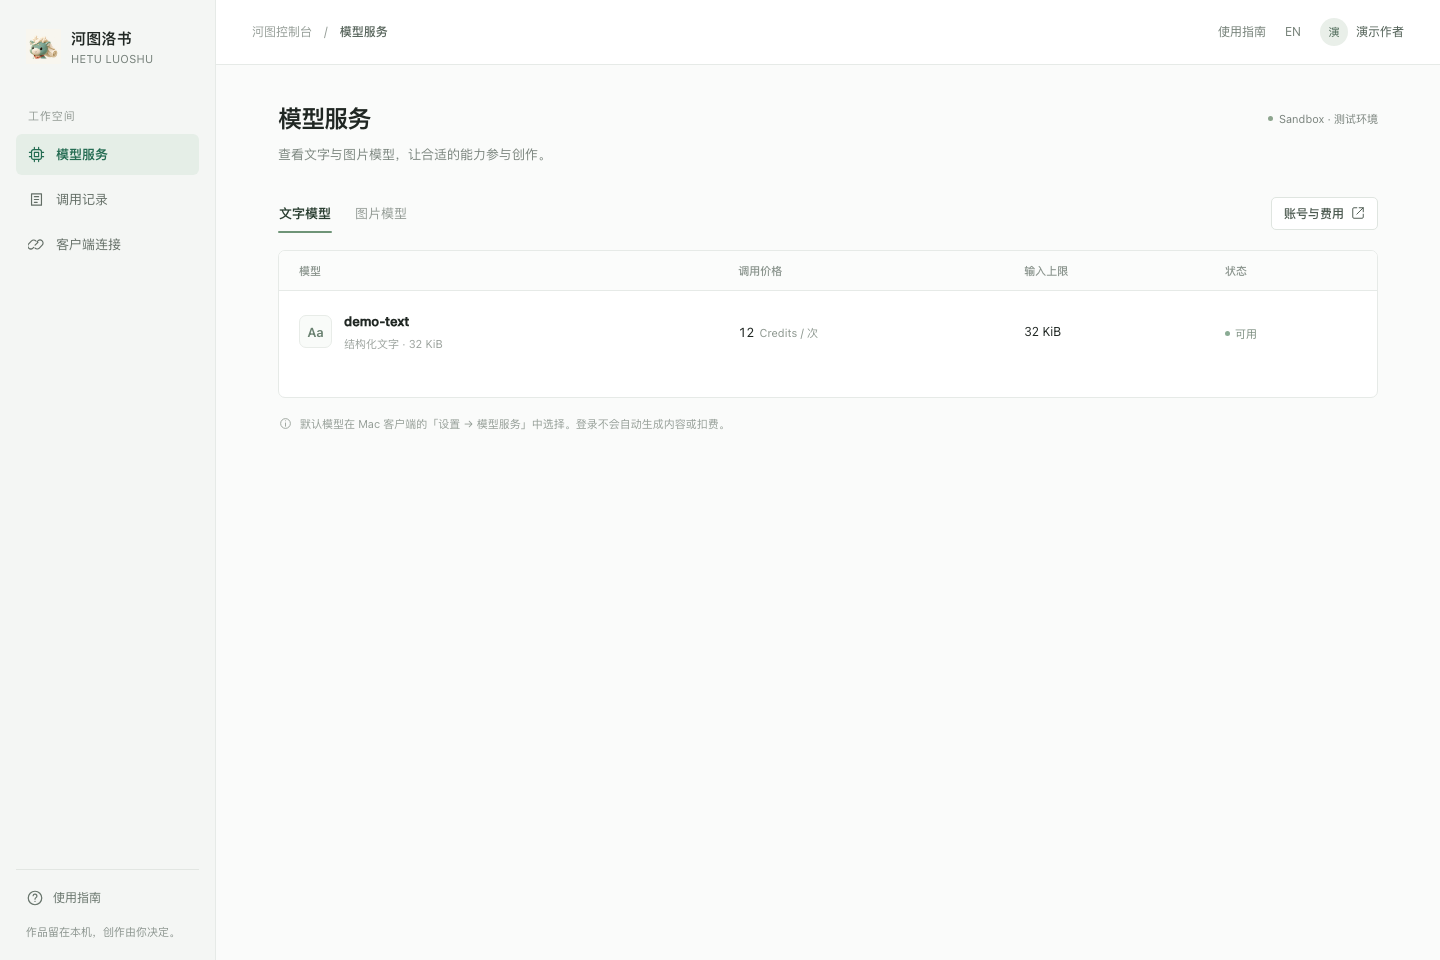 河图洛书
HETU LUOSHU
工作空间
模型服务
调用记录
客户端连接
使用指南
作品留在本机，创作由你决定。
河图控制台 / 模型服务
使用指南 EN 演 演示作者
模型服务
Sandbox · 测试环境
查看文字与图片模型，让合适的能力参与创作。
文字模型 图片模型
账号与费用
模型 调用价格 输入上限 状态
Aa demo-text 12 Credits / 次 32 KiB 可用
结构化文字 · 32 KiB
默认模型在 Mac 客户端的「设置 → 模型服务」中选择。登录不会自动生成内容或扣费。